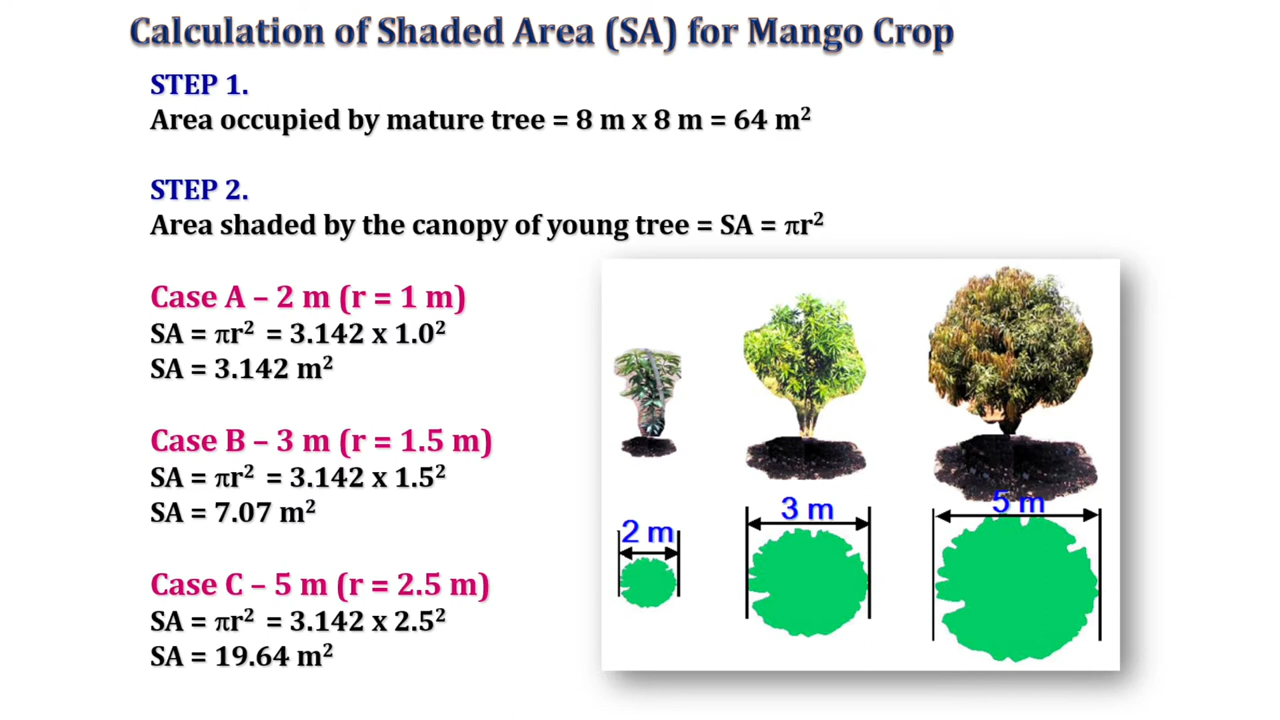 Calculation of Shaded Area (SA) for Mango Crop
STEP 1.
Area occupied by mature tree = 8 m x 8 m = 64 m²
STEP 2.
Area shaded by the canopy of young tree = SA = πr²
Case A – 2 m (r = 1 m)
SA = πr² = 3.142 x 1.0²
SA = 3.142 m²
Case B – 3 m (r = 1.5 m)
SA = πr² = 3.142 x 1.5²
SA = 7.07 m²
Case C – 5 m (r = 2.5 m)
SA = πr² = 3.142 x 2.5²
SA = 19.64 m²
2 m
3 m
5 m